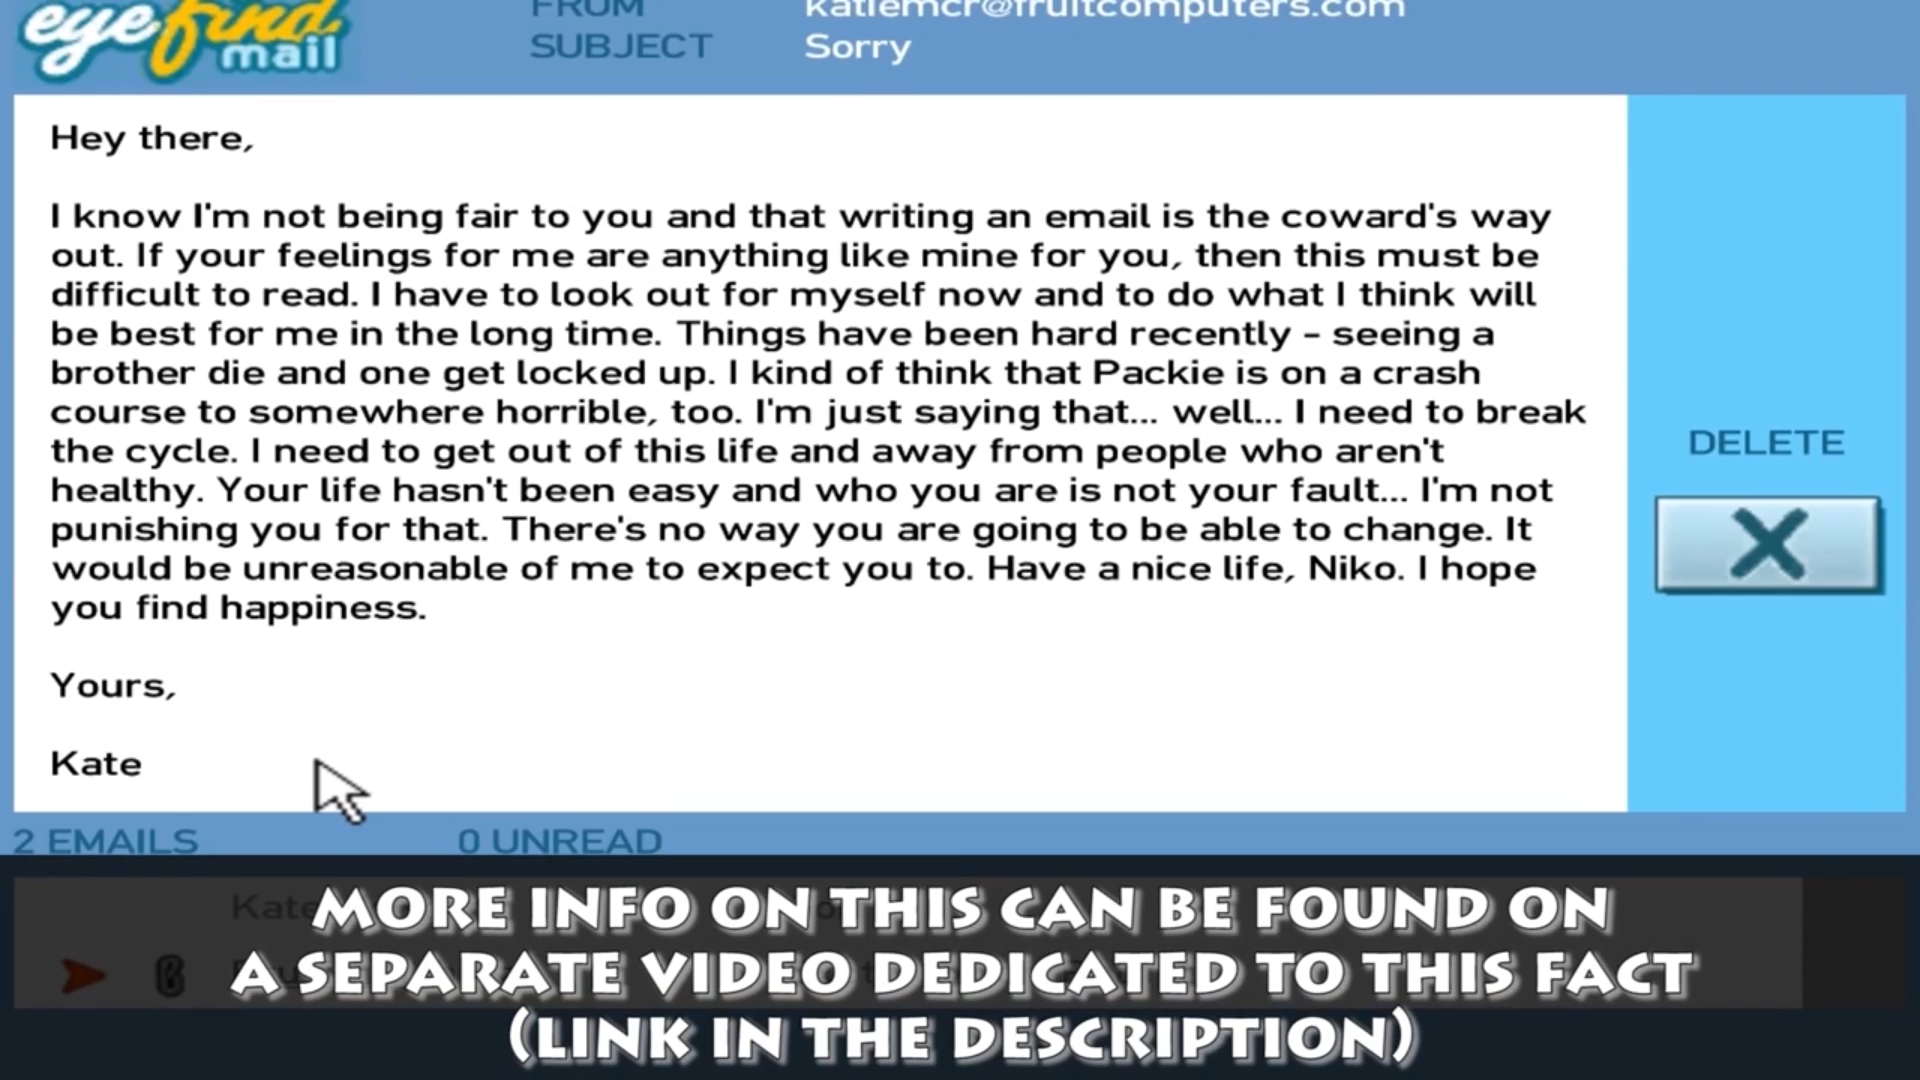 eyefind
mail
FROM katiemcr@fruitcomputers.com
SUBJECT Sorry
Hey there,
I know I'm not being fair to you and that writing an email is the coward's way
out. If your feelings for me are anything like mine for you, then this must be
difficult to read. I have to look out for myself now and to do what I think will
be best for me in the long time. Things have been hard recently - seeing a
brother die and one get locked up. I kind of think that Packie is on a crash
course to somewhere horrible, too. I'm just saying that... well... I need to break
the cycle. I need to get out of this life and away from people who aren't
healthy. Your life hasn't been easy and who you are is not your fault... I'm not
punishing you for that. There's no way you are going to be able to change. It
would be unreasonable of me to expect you to. Have a nice life, Niko. I hope
you find happiness.
Yours,
Kate
DELETE
2 EMAILS 0 UNREAD
Kate
MORE INFO ON THIS CAN BE FOUND ON
A SEPARATE VIDEO DEDICATED TO THIS FACT
(LINK IN THE DESCRIPTION)